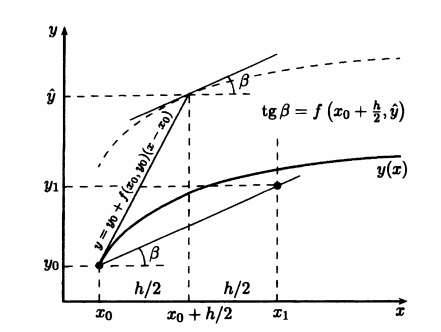 y
ŷ
β
tg β = f (x₀ + h/2, ŷ)
y = y₀ + f(x₀, y₀)(x − x₀)
y₁
y(x)
y₀
β
h/2
h/2
x₀
x₀ + h/2
x₁
x